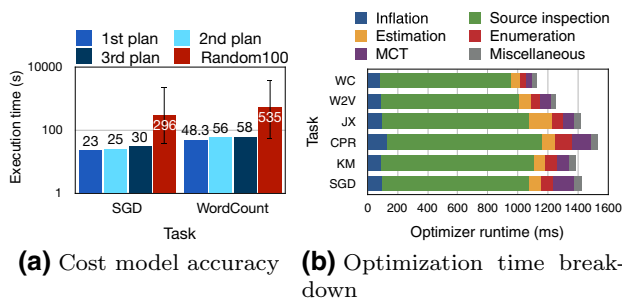 1st plan 2nd plan
3rd plan Random100
Execution time (s)
10000
100
1
23 25 30 296
48.3 56 58 535
SGD WordCount
Task
(a) Cost model accuracy
Inflation Source inspection
Estimation Enumeration
MCT Miscellaneous
Task
WC
W2V
JX
CPR
KM
SGD
0 200 400 600 800 1000 1200 1400 1600
Optimizer runtime (ms)
(b) Optimization time break-
down